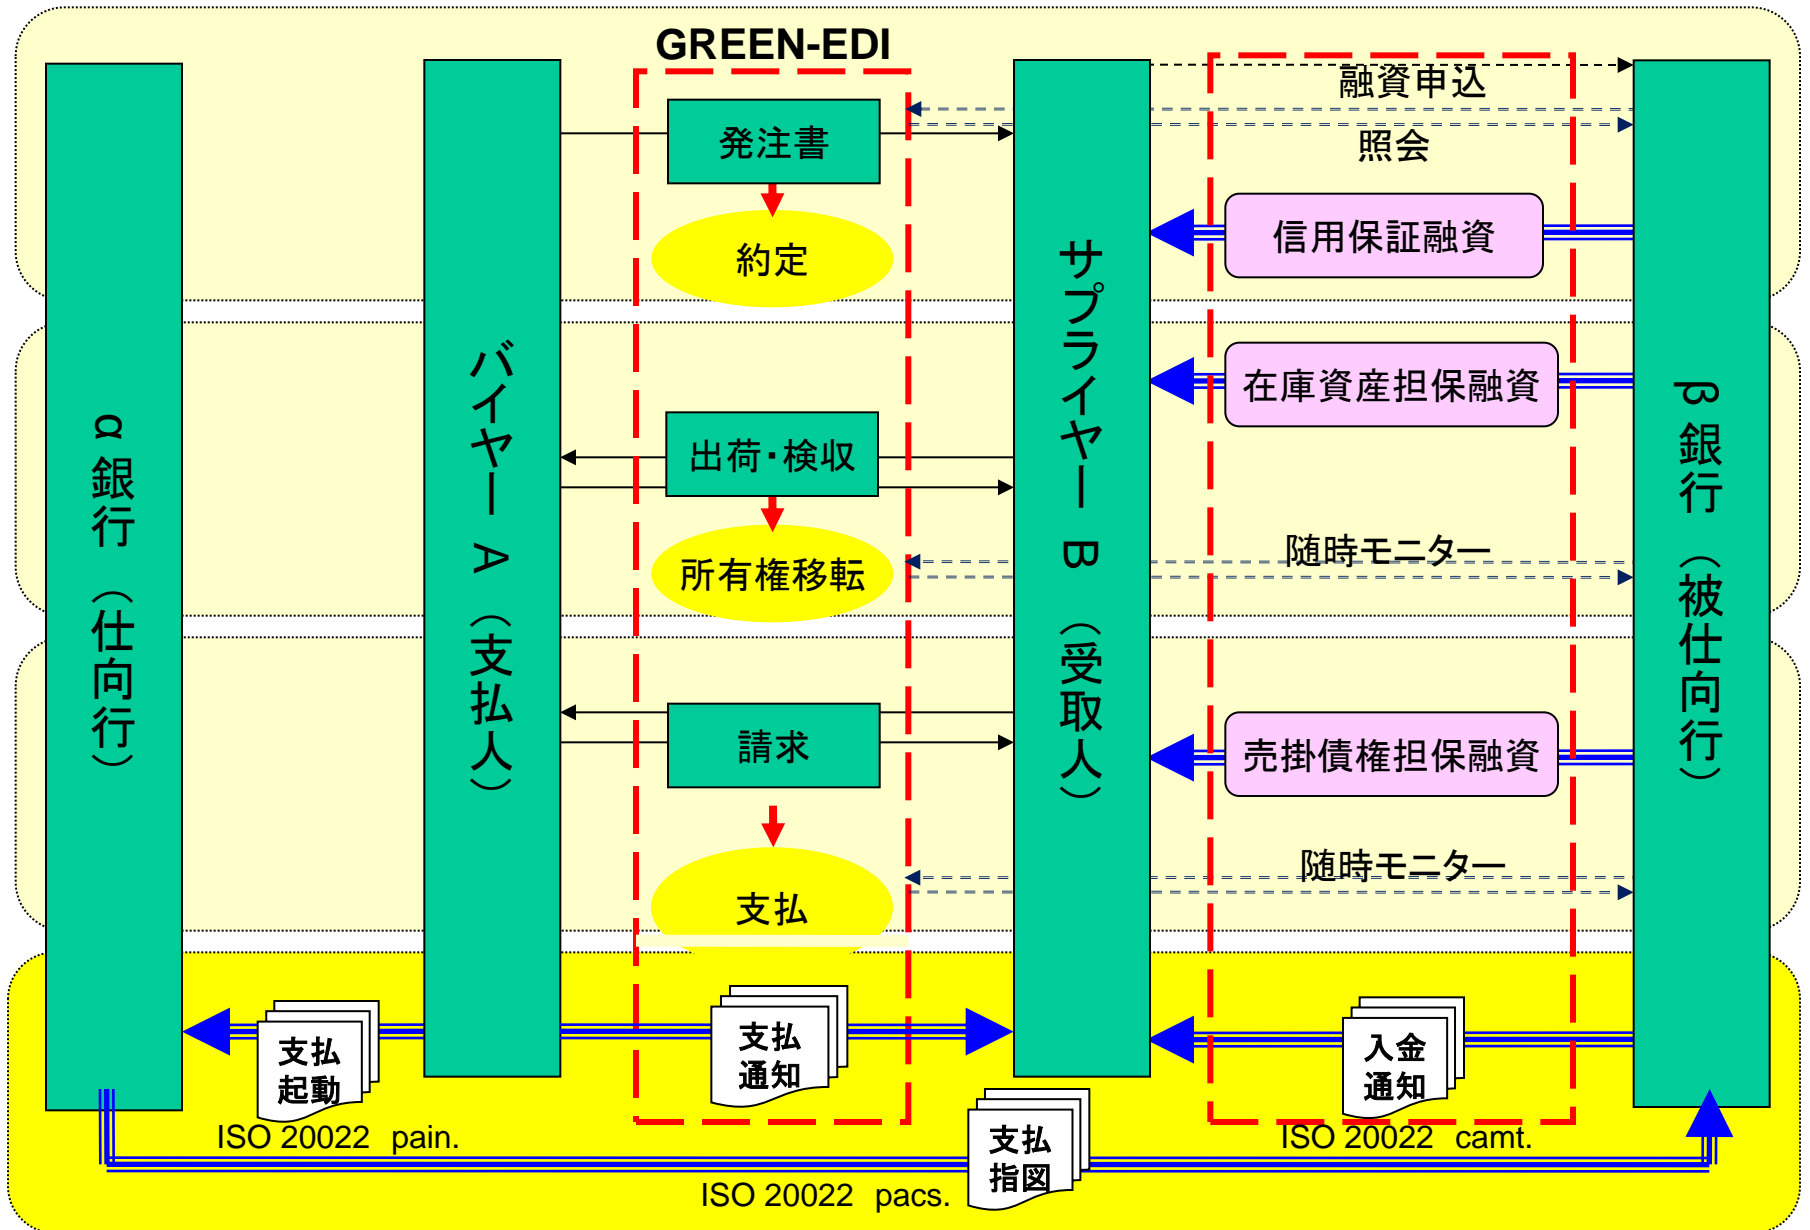 GREEN-EDI
α銀行（仕向行）
バイヤー A（支払人）
発注書
約定
出荷・検収
所有権移転
請求
支払
サプライヤー B（受取人）
融資申込
照会
信用保証融資
在庫資産担保融資
随時モニター
売掛債権担保融資
随時モニター
β銀行（被仕向行）
支払
起動
支払
通知
入金
通知
ISO 20022 pain.
支払
指図
ISO 20022 camt.
ISO 20022 pacs.